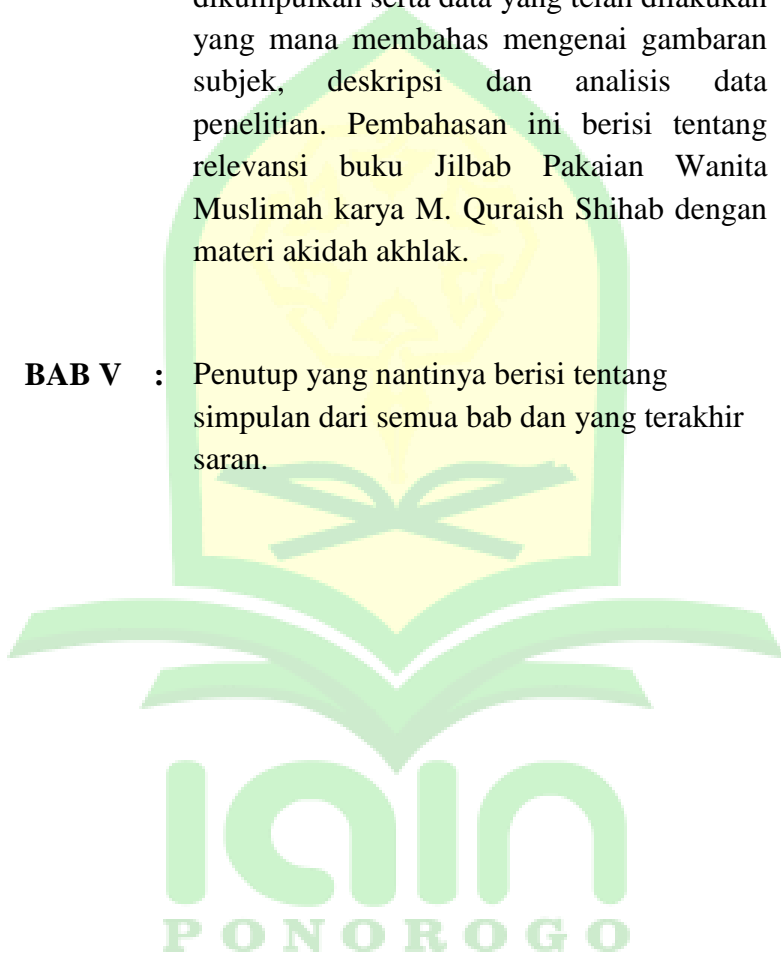 dikumpulkan serta data yang telah dilakukan
yang mana membahas mengenai gambaran
subjek, deskripsi dan analisis data
penelitian. Pembahasan ini berisi tentang
relevansi buku Jilbab Pakaian Wanita
Muslimah karya M. Quraish Shihab dengan
materi akidah akhlak.
BAB V : Penutup yang nantinya berisi tentang
simpulan dari semua bab dan yang terakhir
saran.
iain
PONOROGO